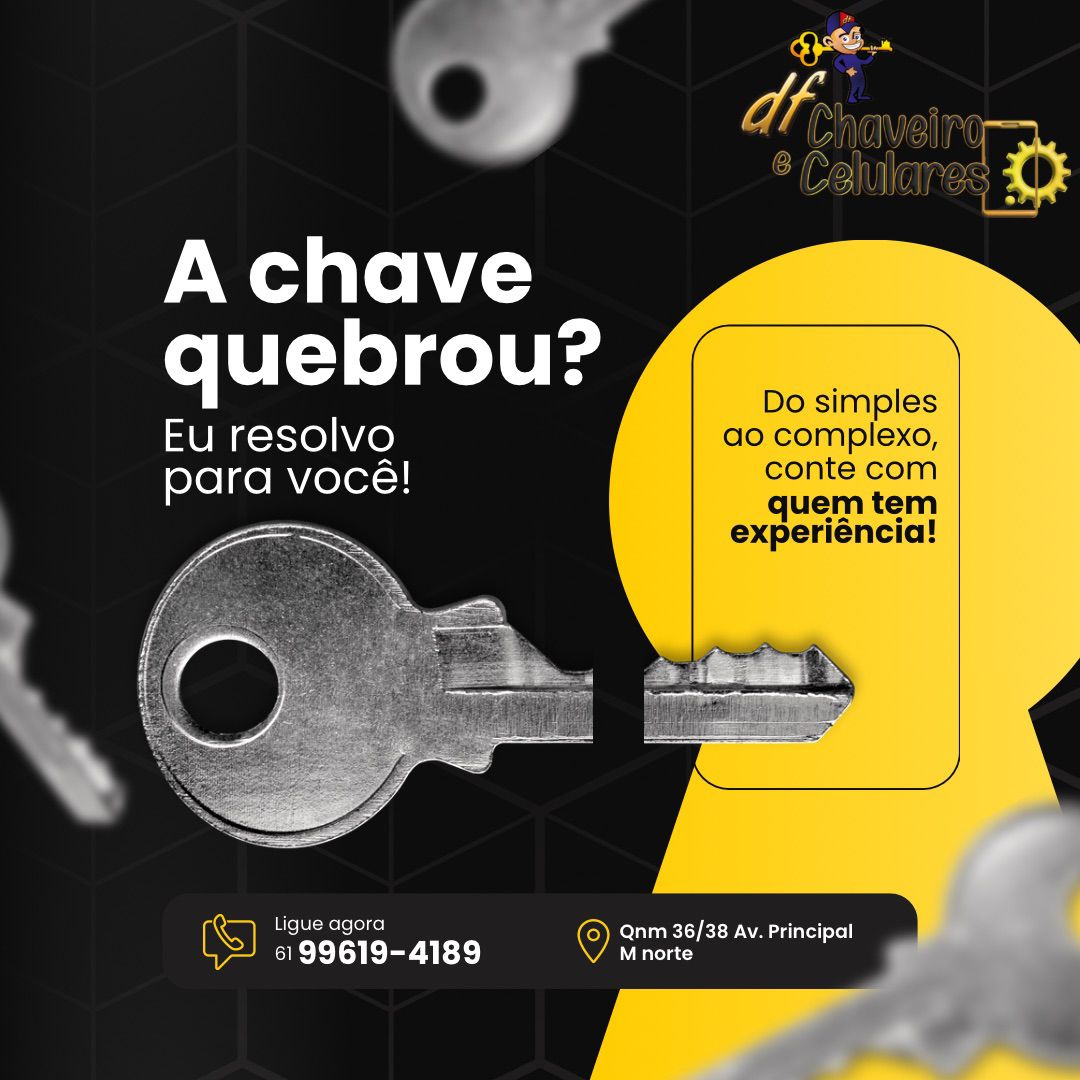 df Chaveiro
e Celulares
A chave
quebrou?
Eu resolvo
para você!
Do simples
ao complexo,
conte com
quem tem
experiência!
Ligue agora
61 99619-4189
Qnm 36/38 Av. Principal
M norte